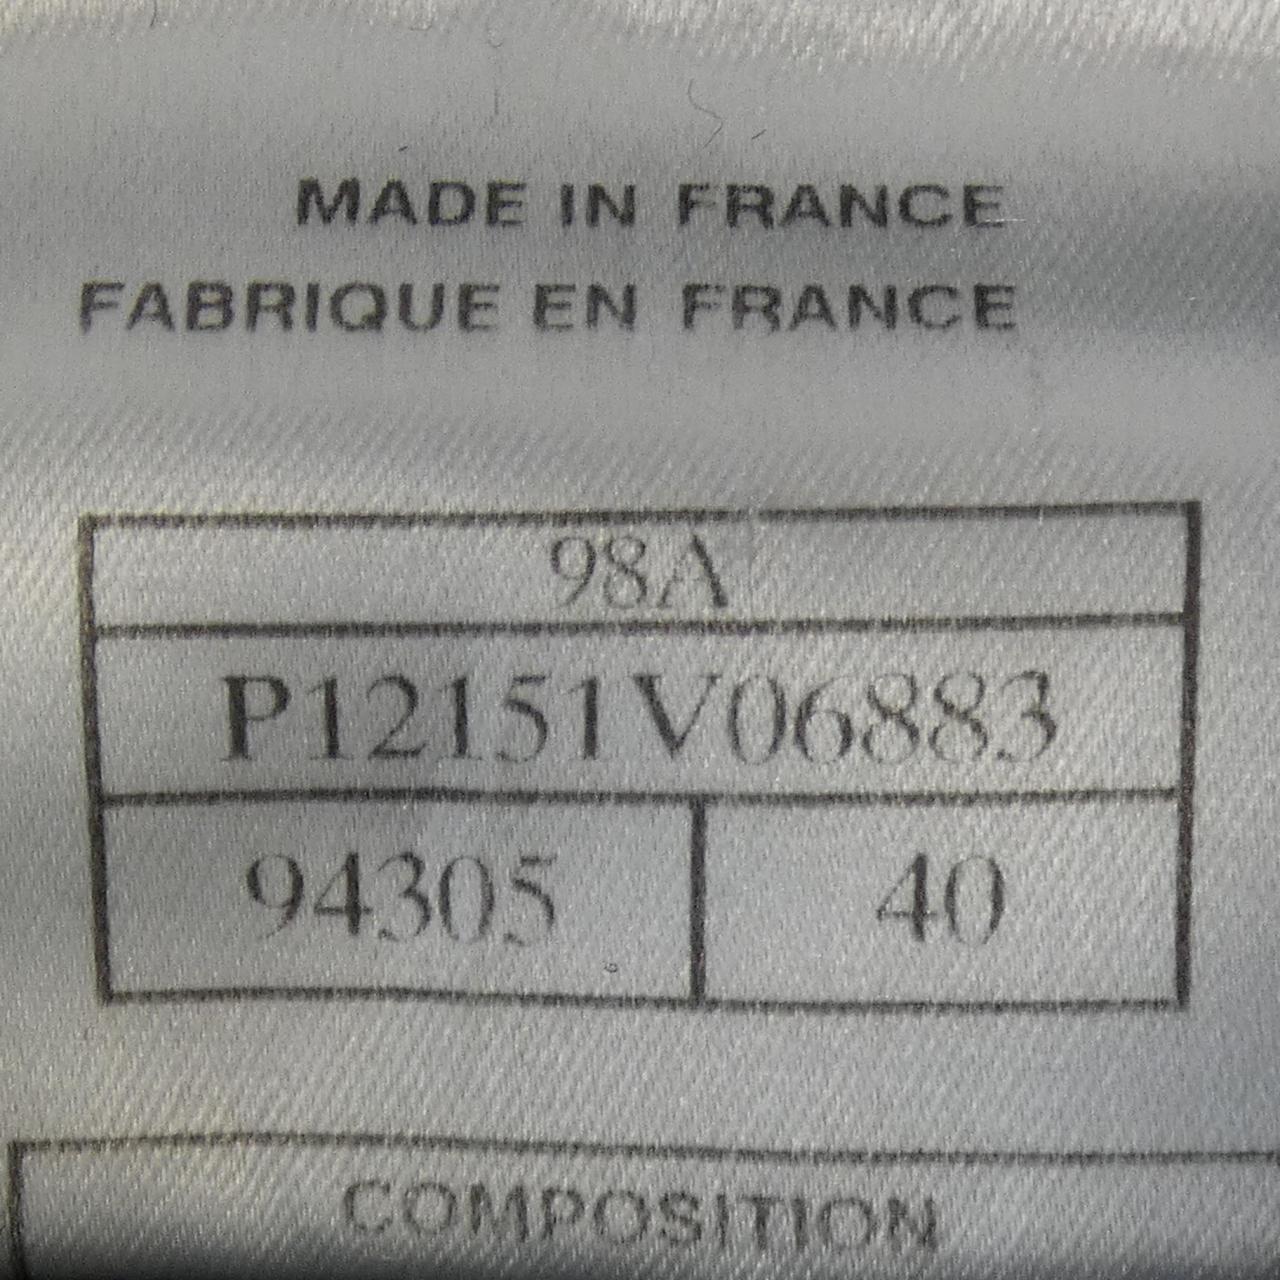 MADE IN FRANCE
FABRIQUE EN FRANCE
98A
P12151V06883
94305 40
COMPOSITION